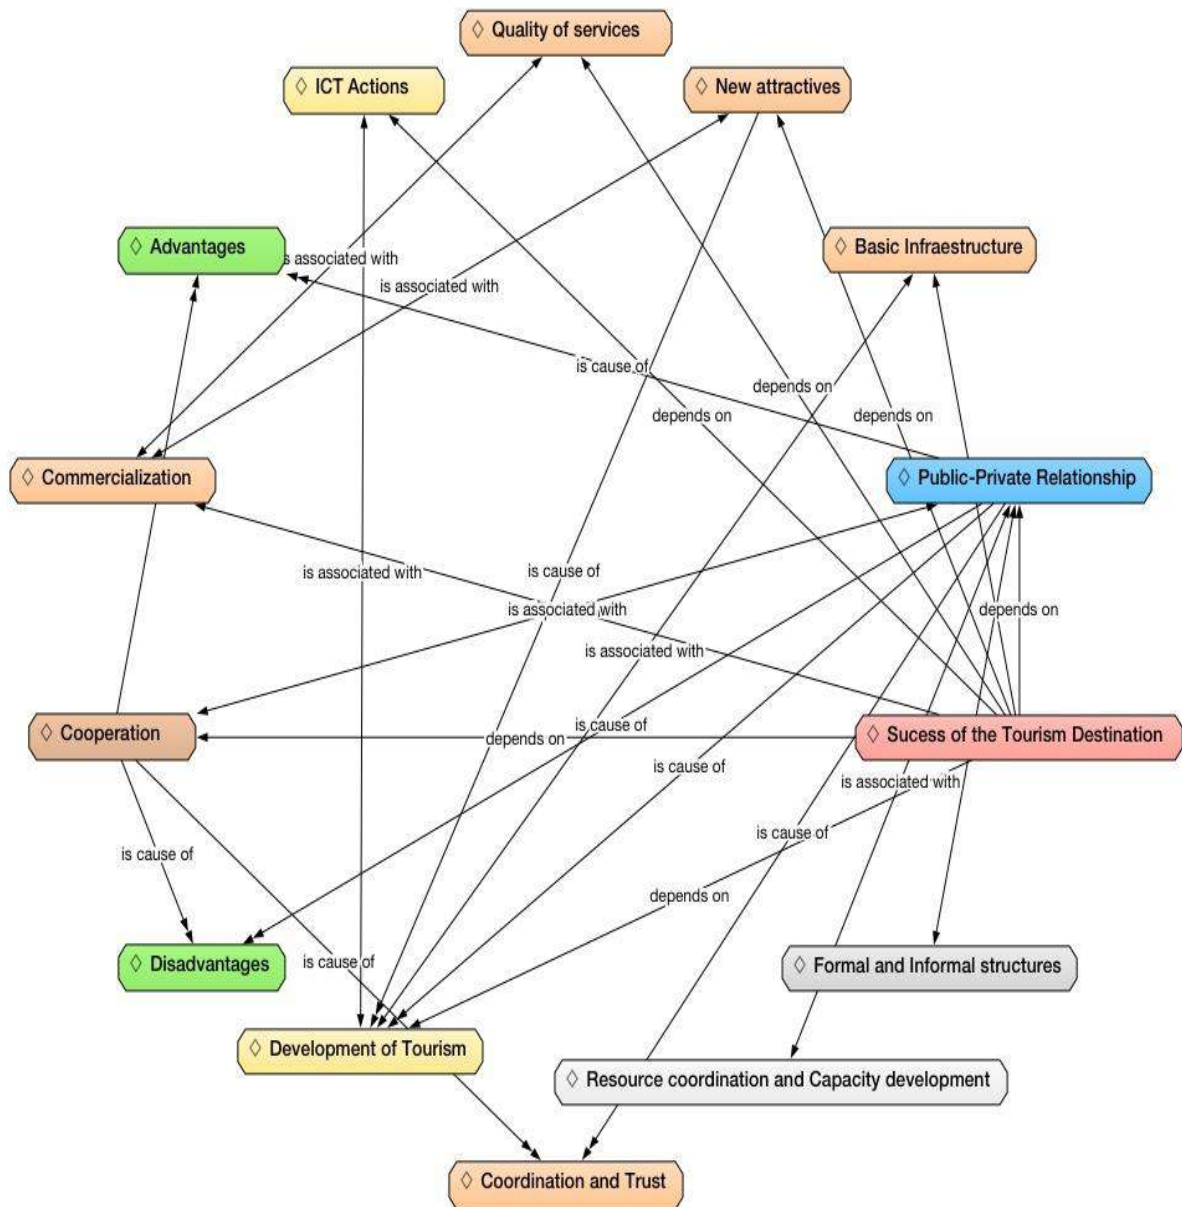 ◊ Quality of services
◊ ICT Actions
◊ New attractives
◊ Advantages
◊ Basic Infraestructure
s associated with
is associated with
is cause of
depends on
depends on
depends on
◊ Commercialization
◊ Public-Private Relationship
is associated with
is cause of
is associated with
depends on
is associated with
◊ Cooperation
◊ Sucess of the Tourism Destination
is cause of
depends on
is cause of
is associated with
is cause of
is cause of
depends on
◊ Disadvantages
is cause of
◊ Formal and Informal structures
◊ Development of Tourism
◊ Resource coordination and Capacity development
◊ Coordination and Trust